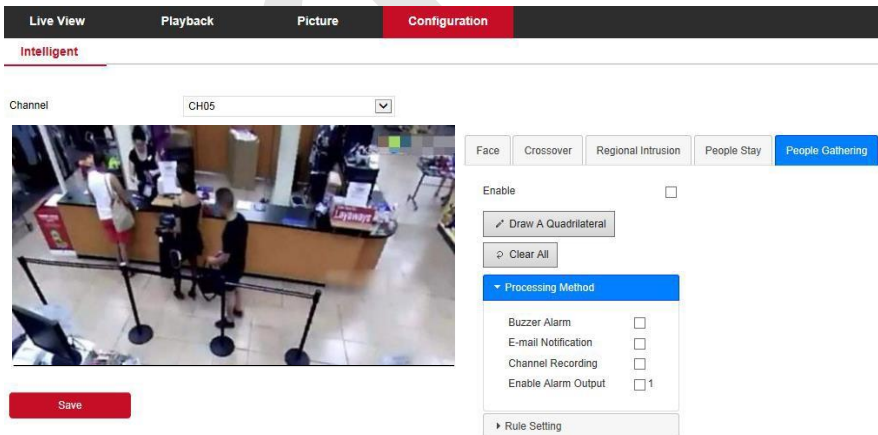 Live View Playback Picture Configuration
Intelligent
Channel CH05
Face Crossover Regional Intrusion People Stay People Gathering
Enable
Draw A Quadrilateral
Clear All
Processing Method
Buzzer Alarm
E-mail Notification
Channel Recording
Enable Alarm Output 1
Save
Rule Setting